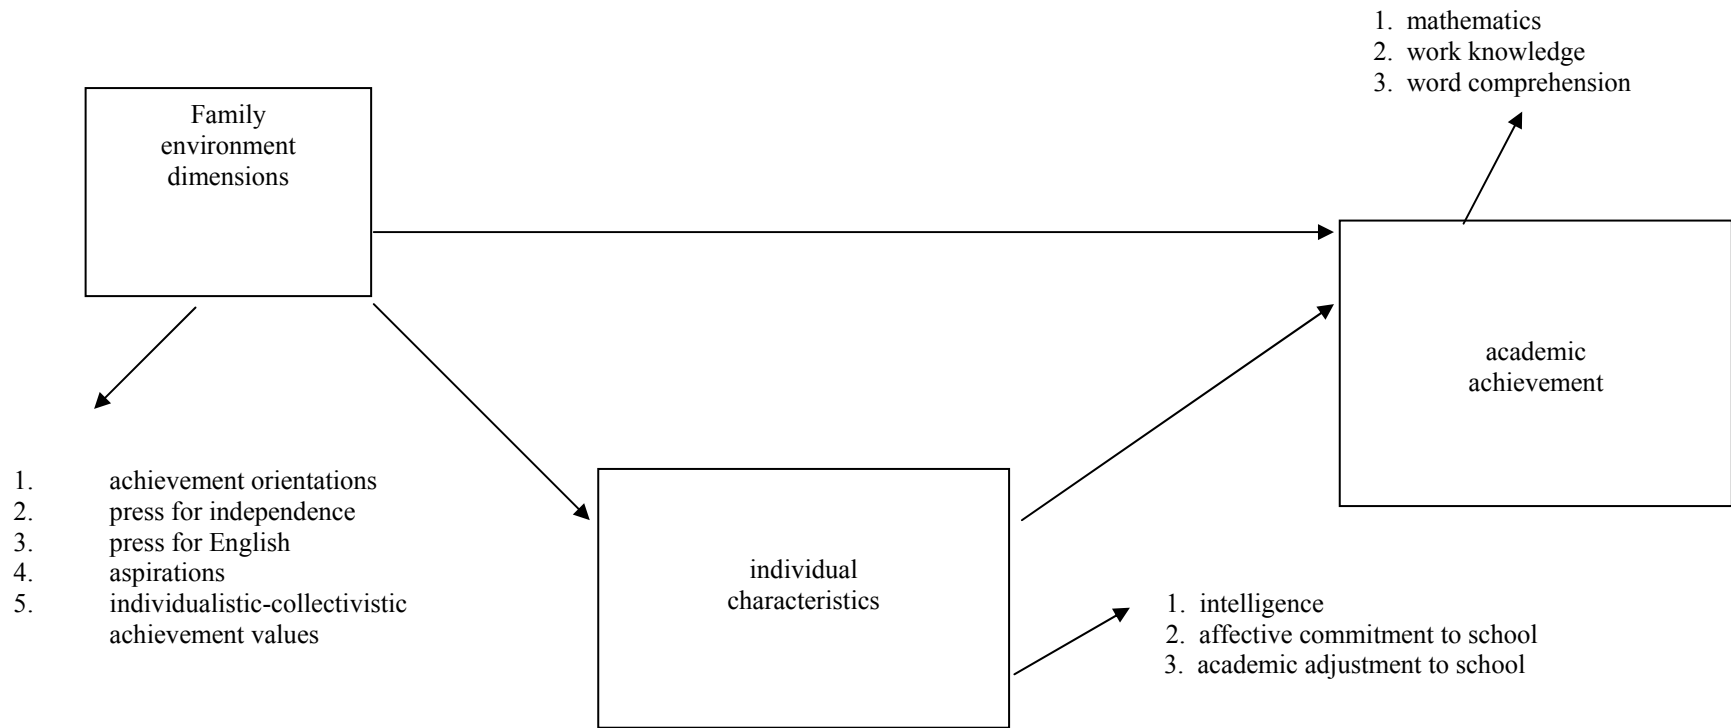 1. mathematics
2. work knowledge
3. word comprehension
Family
environment
dimensions
academic
achievement
1. achievement orientations
2. press for independence
3. press for English
4. aspirations
5. individualistic-collectivistic
achievement values
individual
characteristics
1. intelligence
2. affective commitment to school
3. academic adjustment to school